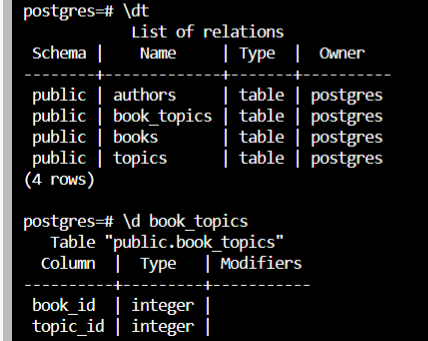 postgres=# \dt
List of relations
Schema | Name | Type | Owner
--------+-------------+-------+----------
public | authors | table | postgres
public | book_topics | table | postgres
public | books | table | postgres
public | topics | table | postgres
(4 rows)
postgres=# \d book_topics
Table "public.book_topics"
Column | Type | Modifiers
----------+---------+-----------
book_id | integer |
topic_id | integer |